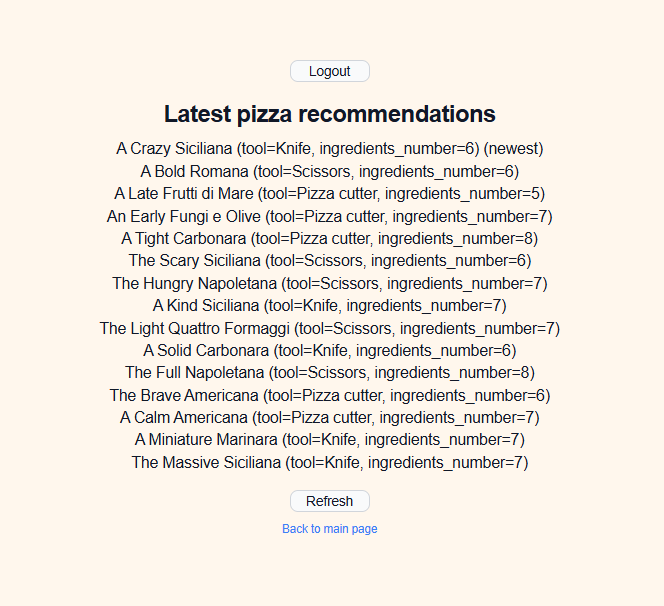 Logout
Latest pizza recommendations
A Crazy Siciliana (tool=Knife, ingredients_number=6) (newest)
A Bold Romana (tool=Scissors, ingredients_number=6)
A Late Frutti di Mare (tool=Pizza cutter, ingredients_number=5)
An Early Fungi e Olive (tool=Pizza cutter, ingredients_number=7)
A Tight Carbonara (tool=Pizza cutter, ingredients_number=8)
The Scary Siciliana (tool=Scissors, ingredients_number=6)
The Hungry Napoletana (tool=Scissors, ingredients_number=7)
A Kind Siciliana (tool=Knife, ingredients_number=7)
The Light Quattro Formaggi (tool=Scissors, ingredients_number=7)
A Solid Carbonara (tool=Knife, ingredients_number=6)
The Full Napoletana (tool=Scissors, ingredients_number=8)
The Brave Americana (tool=Pizza cutter, ingredients_number=6)
A Calm Americana (tool=Pizza cutter, ingredients_number=7)
A Miniature Marinara (tool=Knife, ingredients_number=7)
The Massive Siciliana (tool=Knife, ingredients_number=7)
Refresh
Back to main page